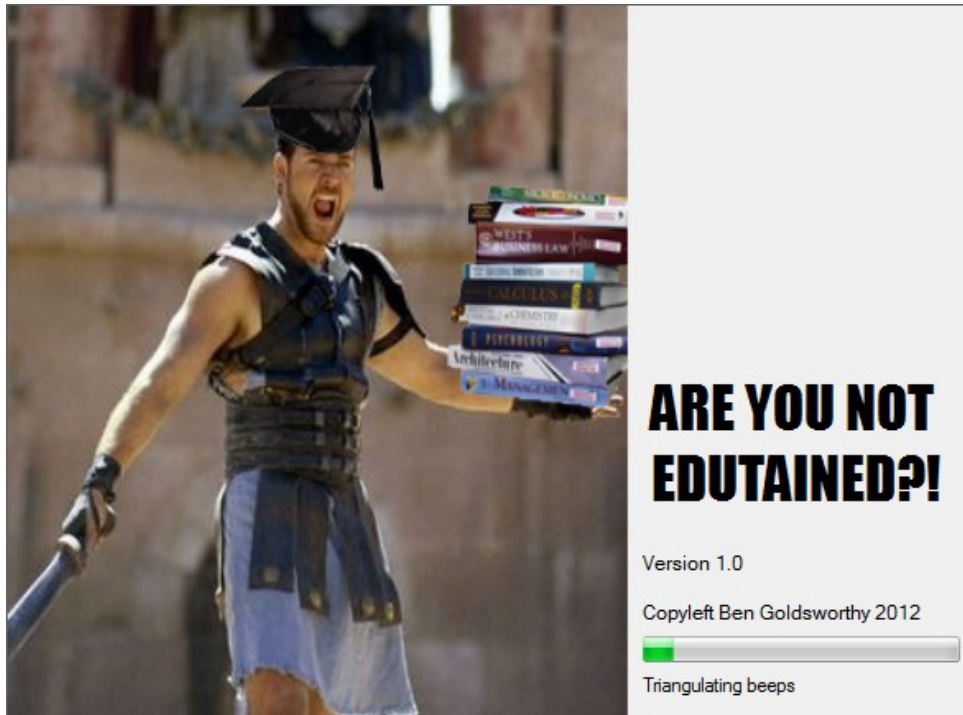 WEST'S
BUSINESS LAW
CALCULUS
CHEMISTRY
PSYCHOLOGY
Architecture
MANAGEMENT
ARE YOU NOT
EDUTAINED?!
Version 1.0
Copyleft Ben Goldsworthy 2012
Triangulating beeps